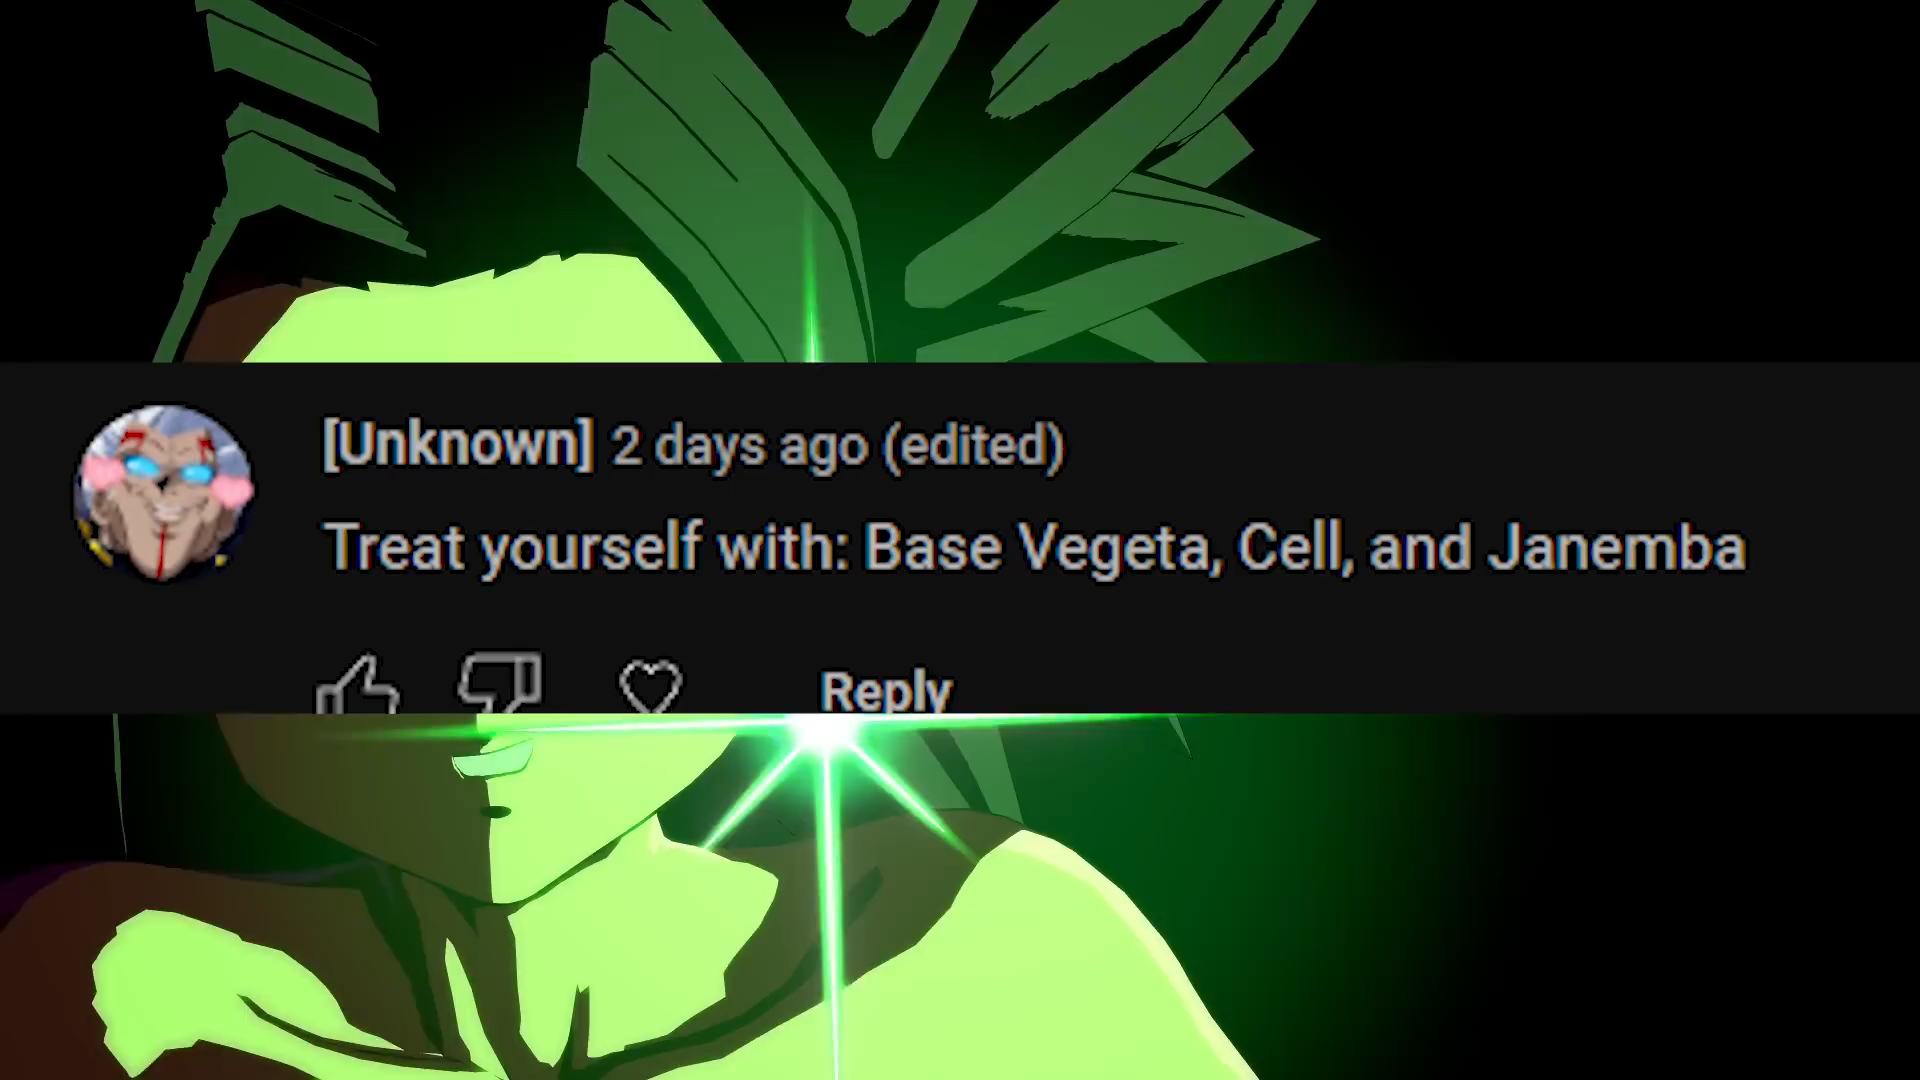 [Unknown] 2 days ago (edited)
Treat yourself with: Base Vegeta, Cell, and Janemba
Reply